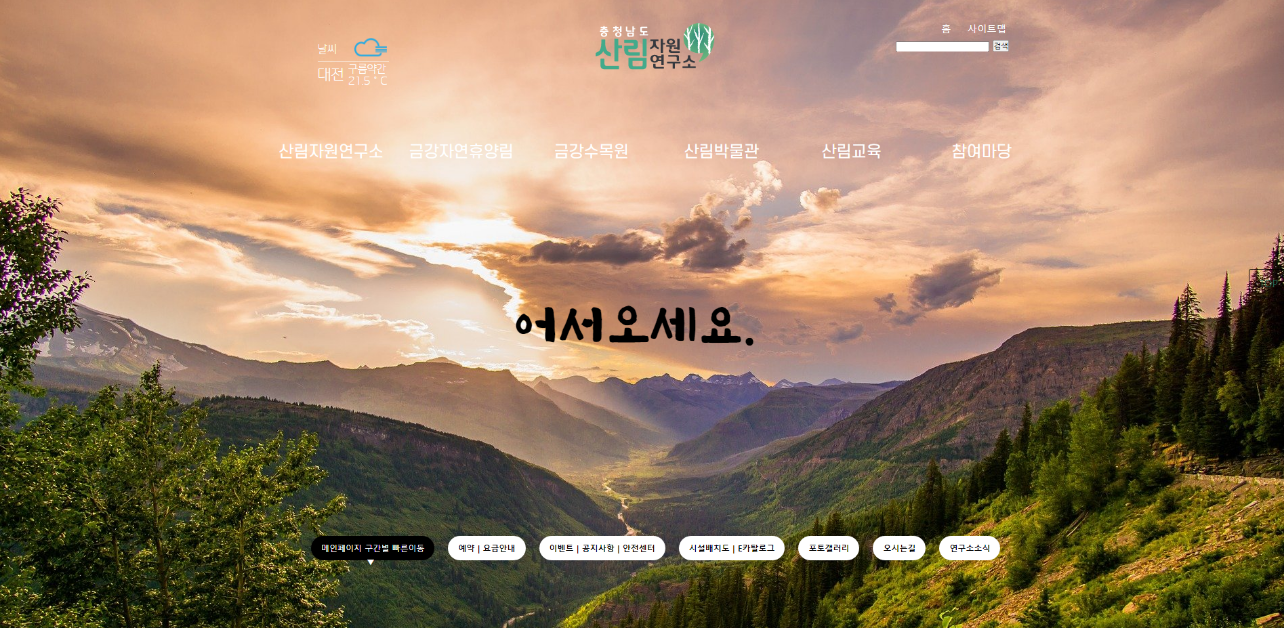 충청남도
산림자원
연구소
홈 사이트맵
검색
날씨
대전 구름약간
21.5°C
산림자원연구소 금강자연휴양림 금강수목원 산림박물관 산림교육 참여마당
어서오세요.
메인페이지 구간별 빠른이동 예약 | 요금안내 이벤트 | 공지사항 | 안전센터 시설배치도 | E카탈로그 포토갤러리 오시는길 연구소소식